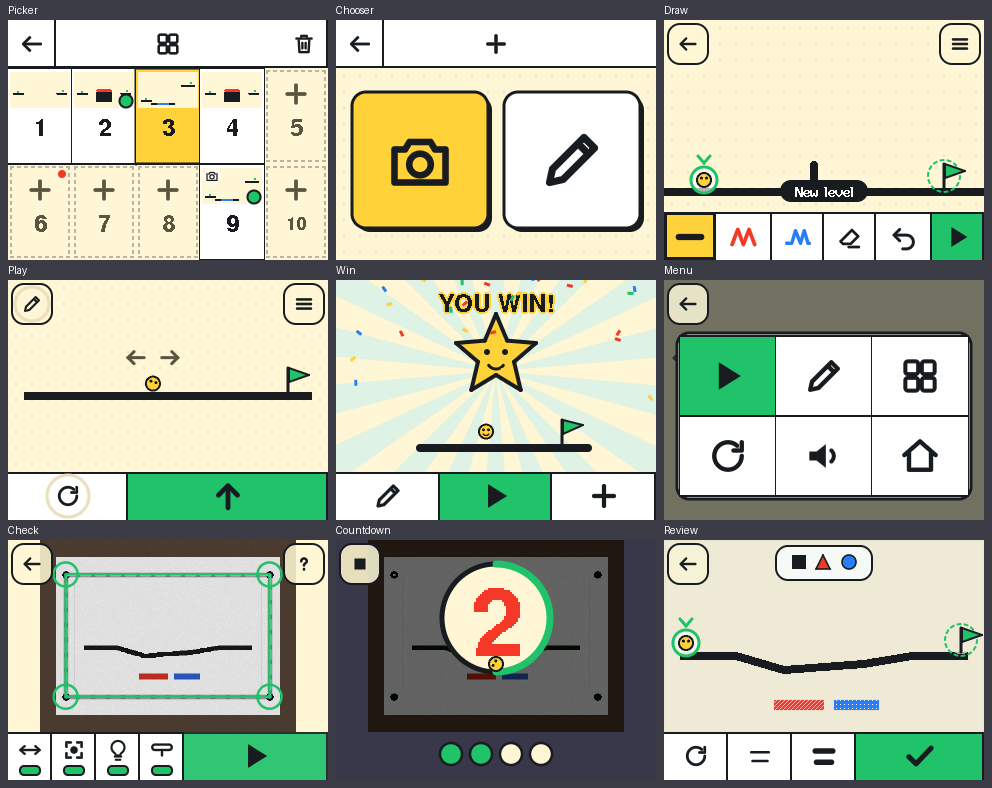 Picker
Chooser
Draw
1
2
3
4
5
6
7
8
9
10
New level
Play
Win
Menu
YOU WIN!
Check
Countdown
Review
?
2